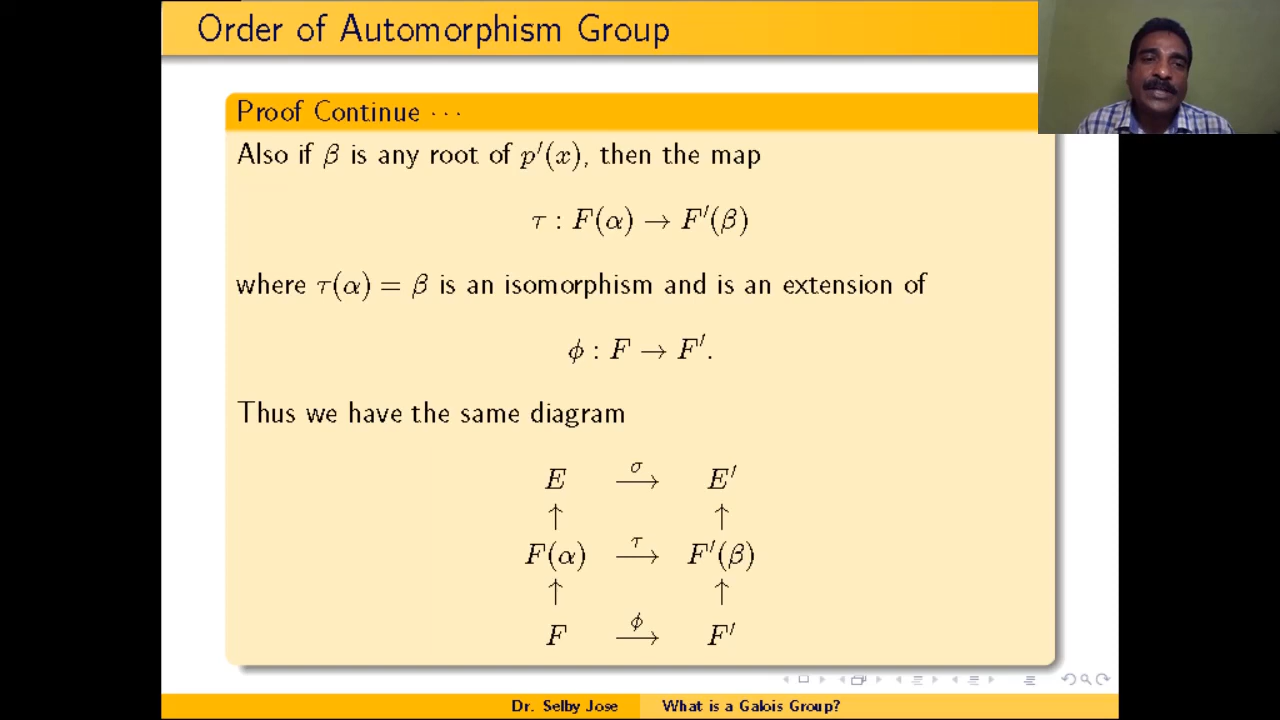 Order of Automorphism Group
Proof Continue · · ·
Also if β is any root of p′(x), then the map
τ : F(α) → F′(β)
where τ(α) = β is an isomorphism and is an extension of
ϕ : F → F′.
Thus we have the same diagram
E σ⟶ E′
↑ ↑
F(α) τ⟶ F′(β)
↑ ↑
F ϕ⟶ F′
Dr. Selby Jose What is a Galois Group?